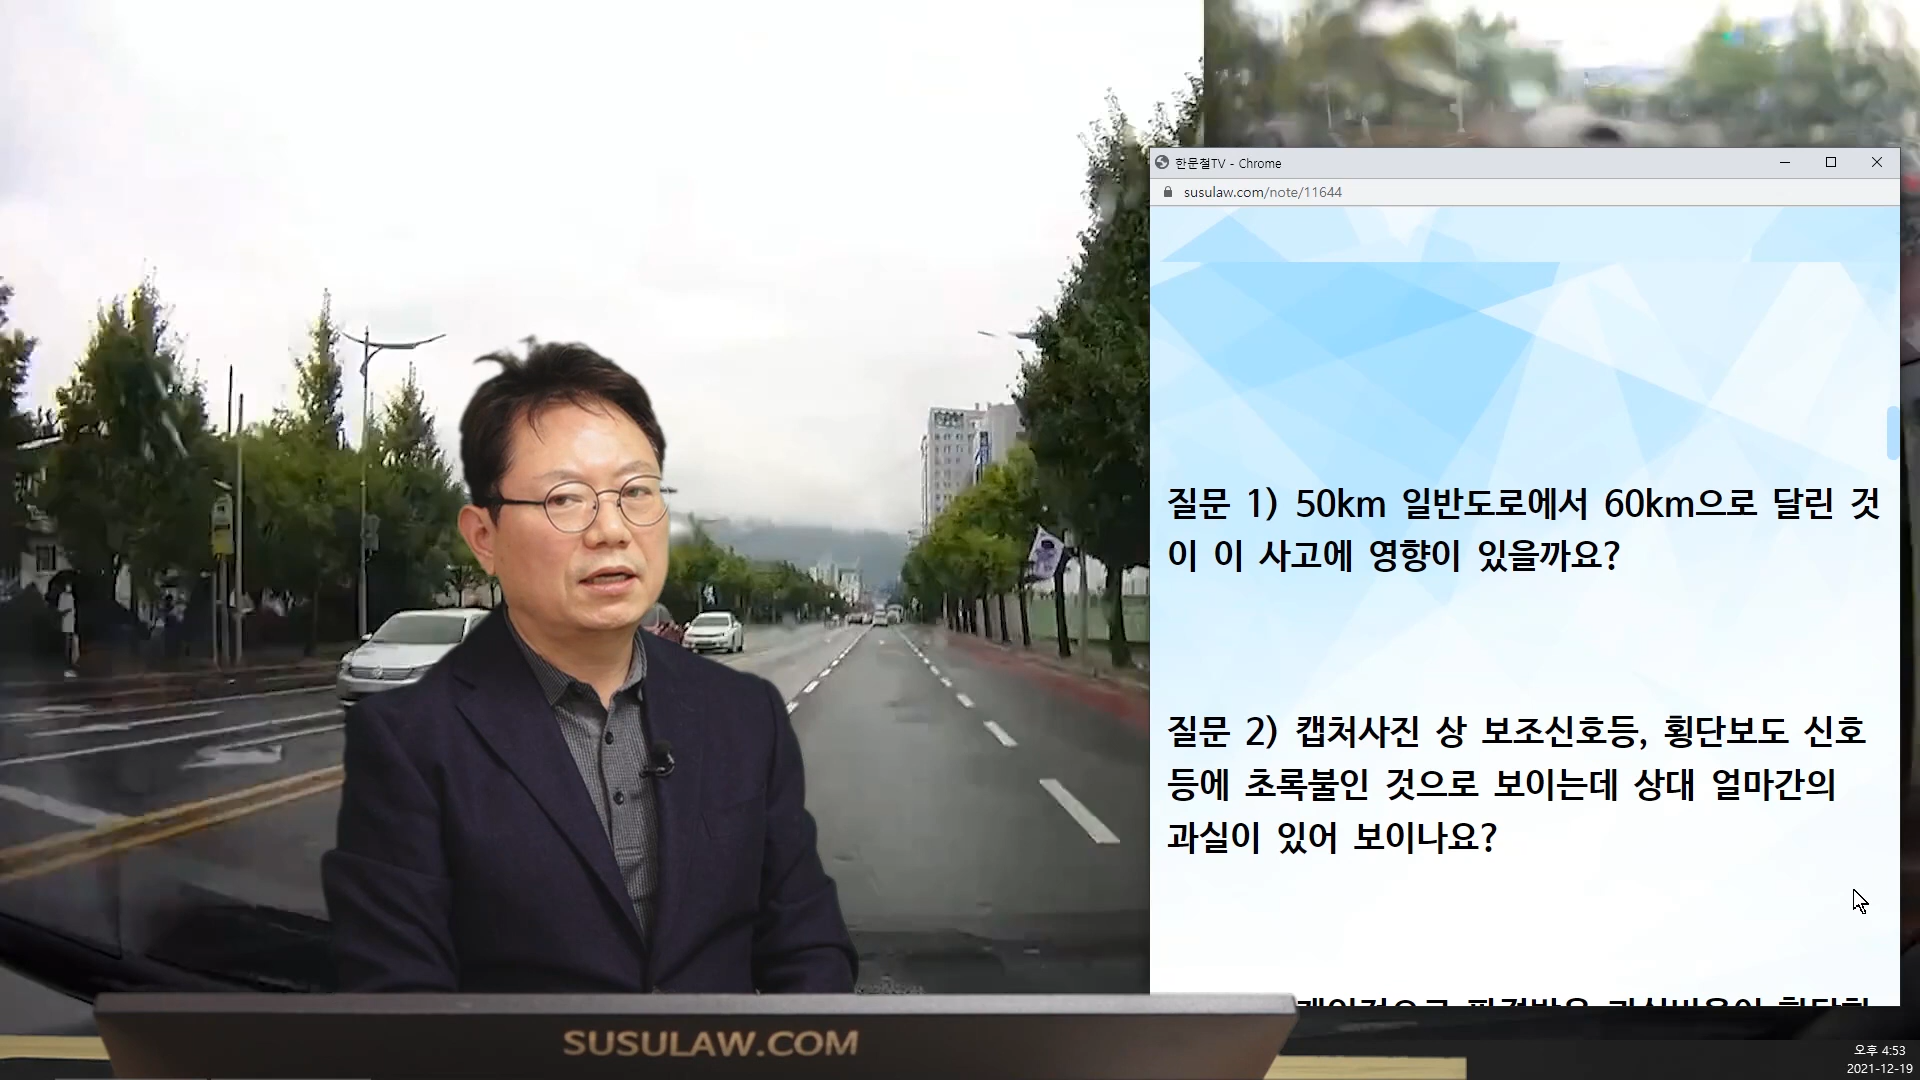 한문철TV - Chrome
susulaw.com/note/11644
질문 1) 50km 일반도로에서 60km으로 달린 것
이 이 사고에 영향이 있을까요?
질문 2) 캡처사진 상 보조신호등, 횡단보도 신호
등에 초록불인 것으로 보이는데 상대 얼마간의
과실이 있어 보이나요?
SUSULAW.COM
오후 4:53
2021-12-19